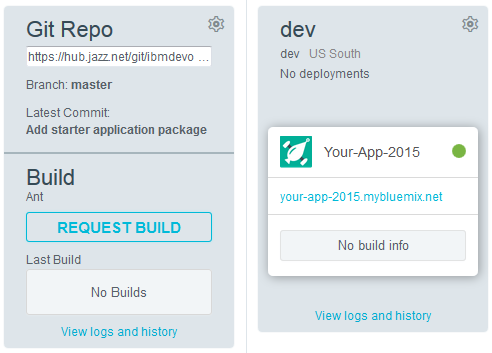 Git Repo
https://hub.jazz.net/git/ibmdevo ...
Branch: master
Latest Commit:
Add starter application package
Build
Ant
REQUEST BUILD
Last Build
No Builds
View logs and history
dev
dev US South
No deployments
Your-App-2015
your-app-2015.mybluemix.net
No build info
View logs and history